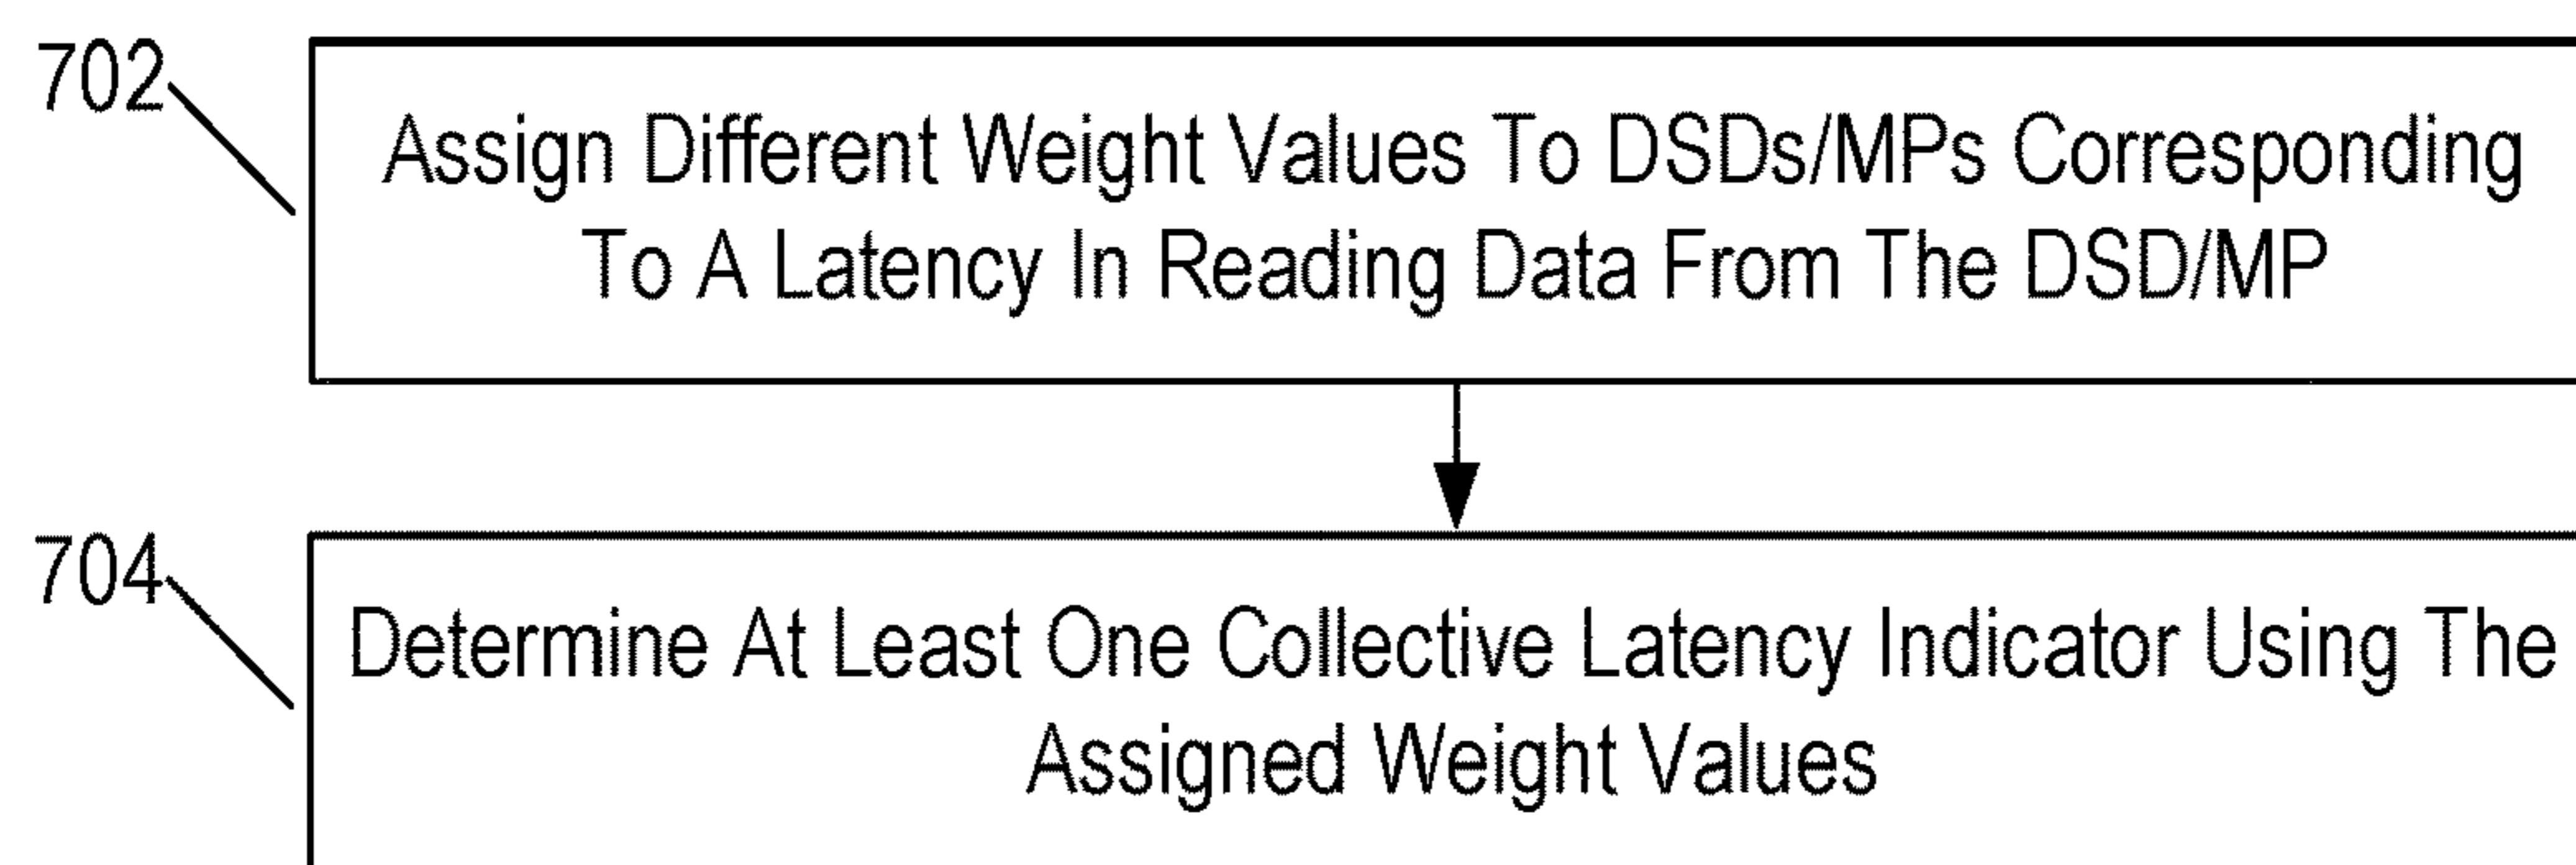 702
Assign Different Weight Values To DSDs/MPs Corresponding
To A Latency In Reading Data From The DSD/MP
704
Determine At Least One Collective Latency Indicator Using The
Assigned Weight Values